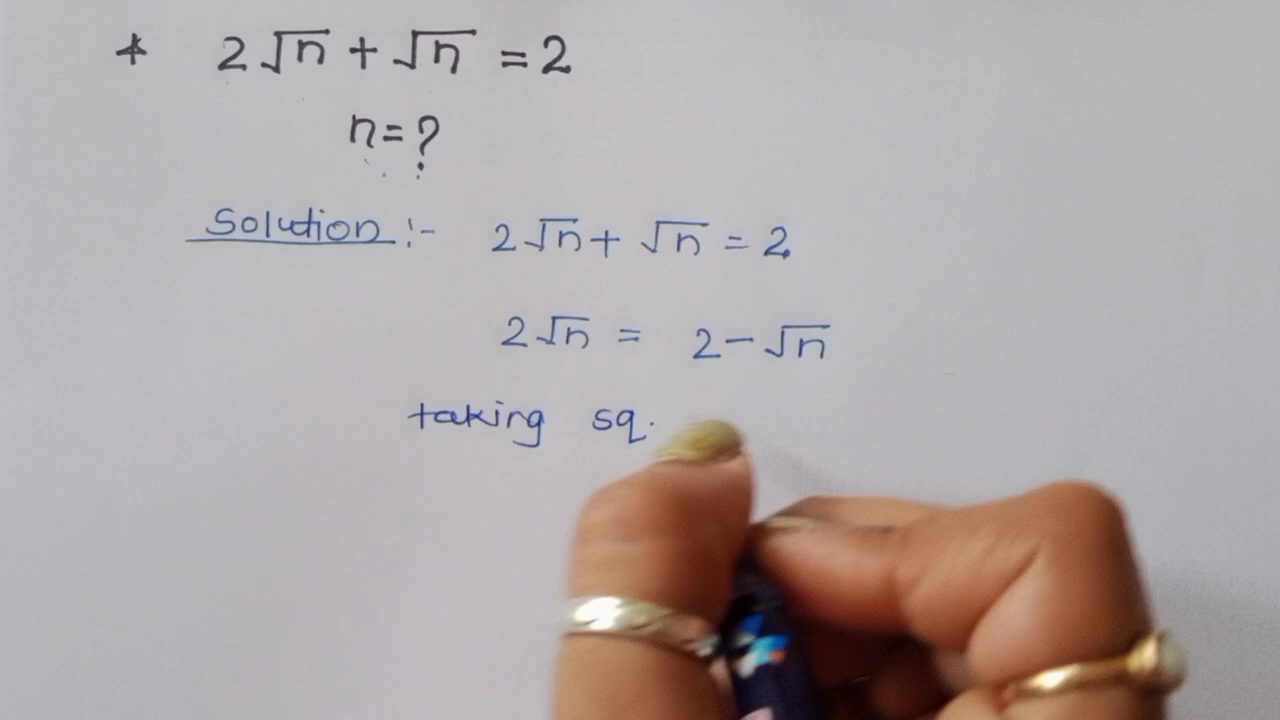 * 2√n + √n = 2
n = ?
Solution :- 2√n + √n = 2
2√n = 2 - √n
taking sq.